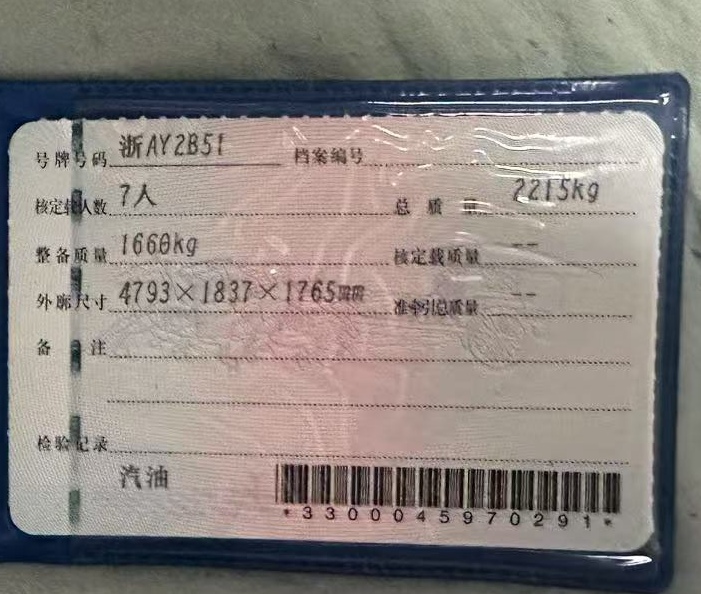 号牌号码 浙AY2B51 档案编号
核定载人数 7人 总质量 2215kg
整备质量 1660kg 核定载质量 --
外廓尺寸 4793×1837×1765mm 准牵引总质量 --
备注
检验记录
汽油
*3300045970291*